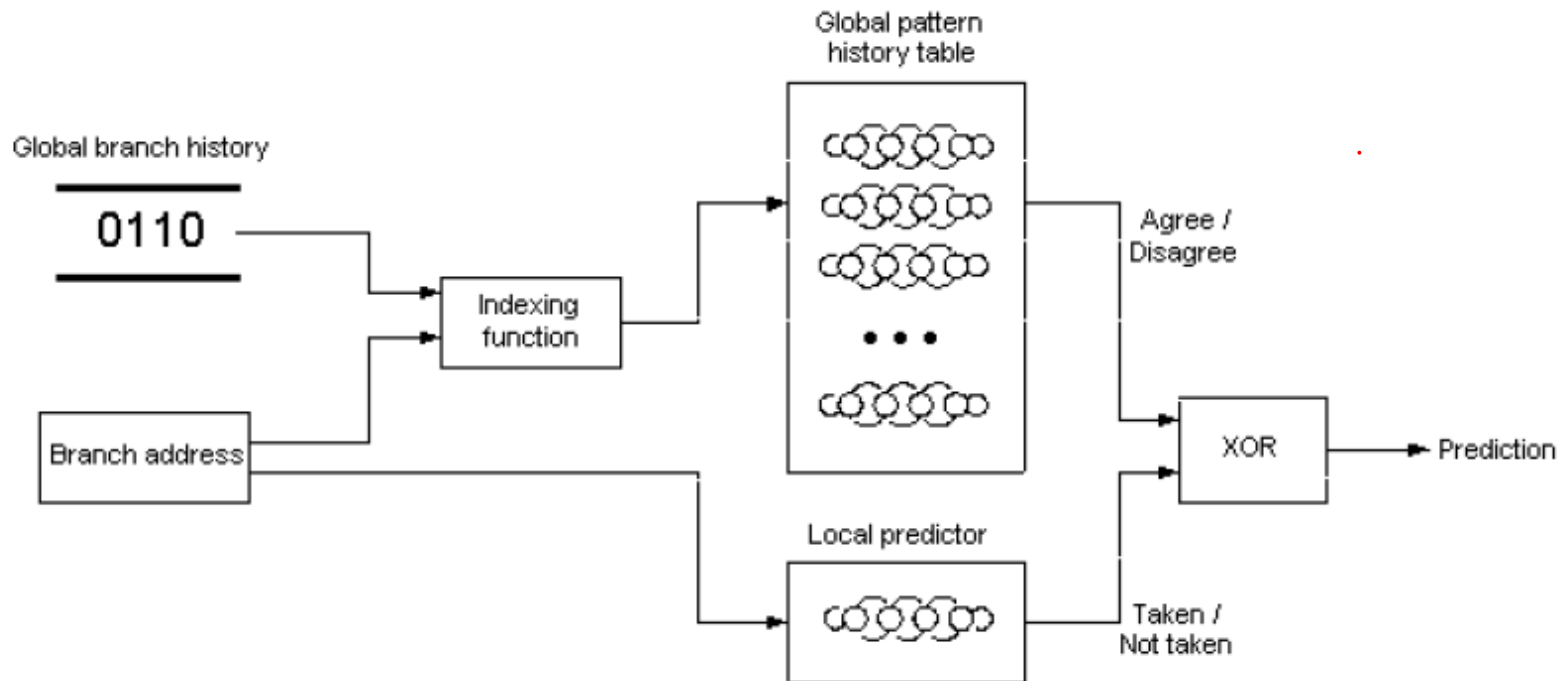 Global pattern
history table
Global branch history
0110
Agree /
Disagree
Indexing
function
Branch address
XOR
Prediction
Local predictor
Taken /
Not taken